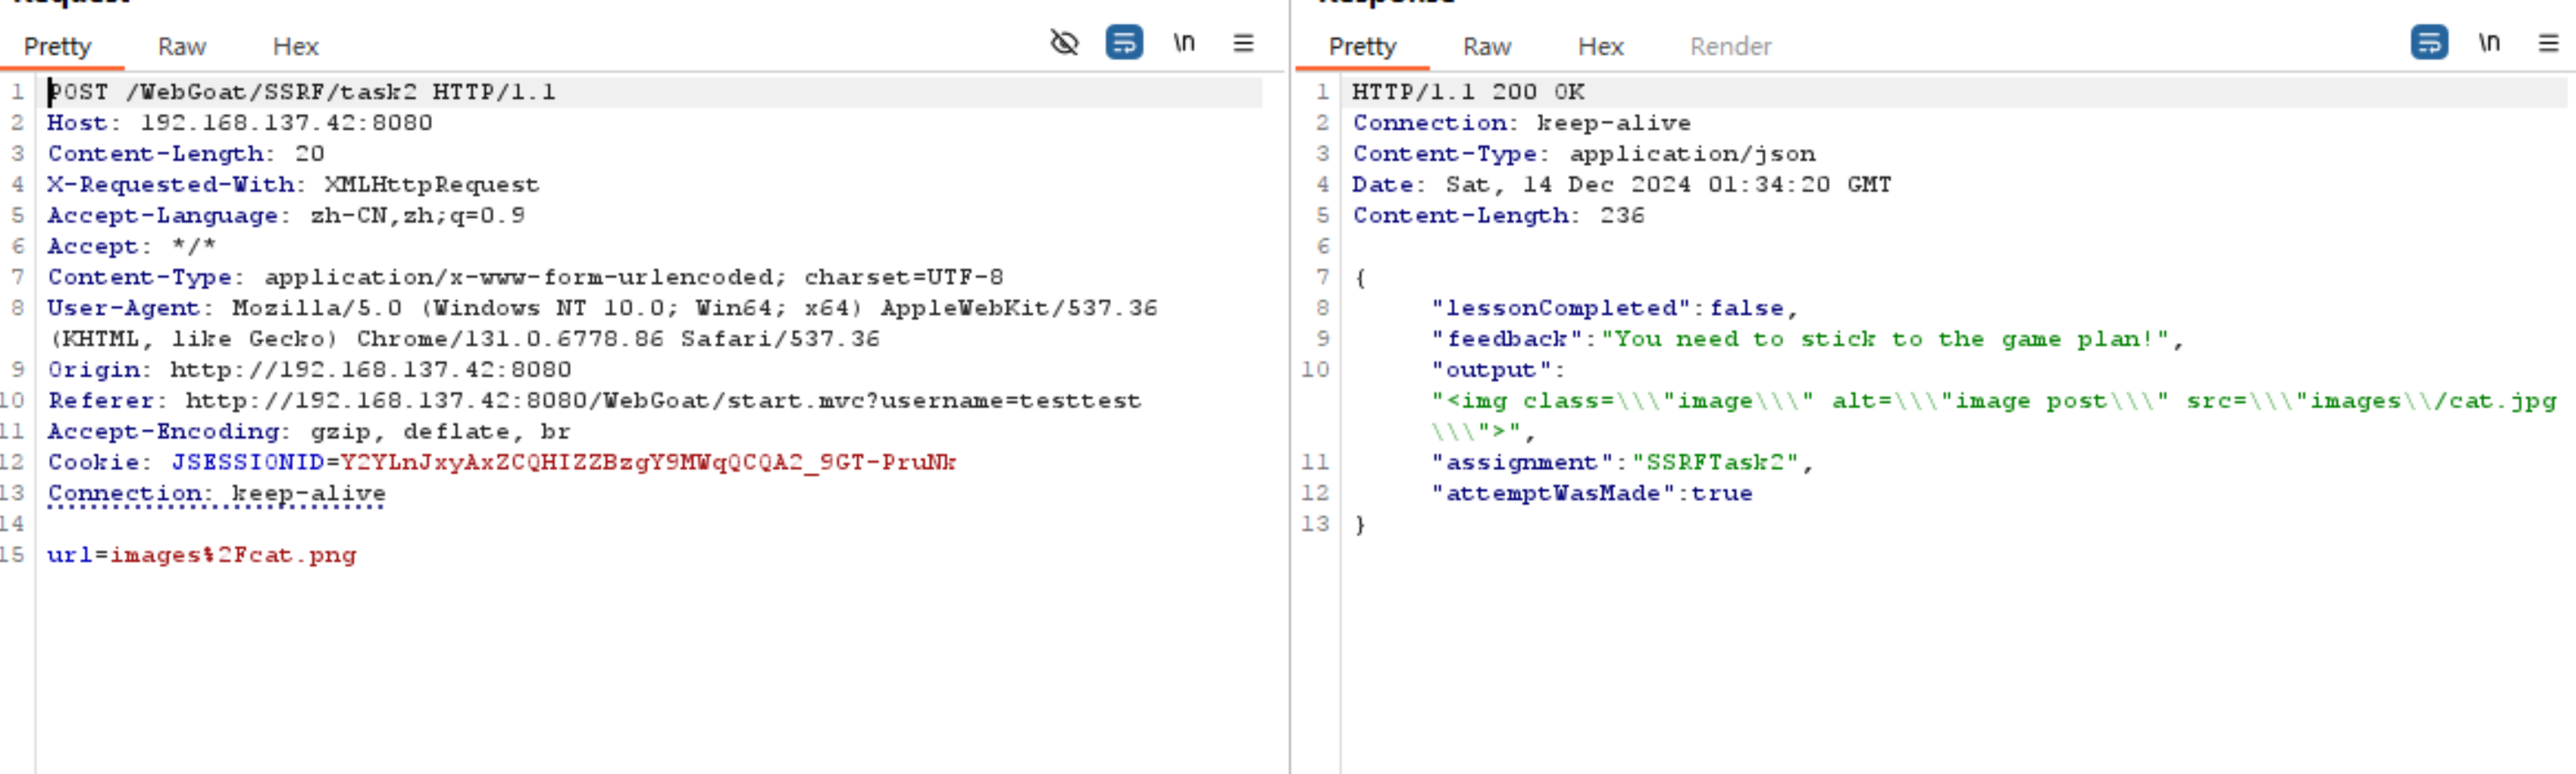 Request
Pretty Raw Hex \n
1 POST /WebGoat/SSRF/task2 HTTP/1.1
2 Host: 192.168.137.42:8080
3 Content-Length: 20
4 X-Requested-With: XMLHttpRequest
5 Accept-Language: zh-CN,zh;q=0.9
6 Accept: */*
7 Content-Type: application/x-www-form-urlencoded; charset=UTF-8
8 User-Agent: Mozilla/5.0 (Windows NT 10.0; Win64; x64) AppleWebKit/537.36
(KHTML, like Gecko) Chrome/131.0.6778.86 Safari/537.36
9 Origin: http://192.168.137.42:8080
10 Referer: http://192.168.137.42:8080/WebGoat/start.mvc?username=testtest
11 Accept-Encoding: gzip, deflate, br
12 Cookie: JSESSIONID=Y2YLnJxyAxZCQHIZZBzgY9MWqQCQA2_9GT-PruNk
13 Connection: keep-alive
14
15 url=images%2Fcat.png
Response
Pretty Raw Hex Render \n
1 HTTP/1.1 200 OK
2 Connection: keep-alive
3 Content-Type: application/json
4 Date: Sat, 14 Dec 2024 01:34:20 GMT
5 Content-Length: 236
6
7 {
8 "lessonCompleted":false,
9 "feedback":"You need to stick to the game plan!",
10 "output":
"<img class=\\\"image\\\" alt=\\\"image post\\\" src=\\\"images\\/cat.jpg
\\\">",
11 "assignment":"SSRFTask2",
12 "attemptWasMade":true
13 }